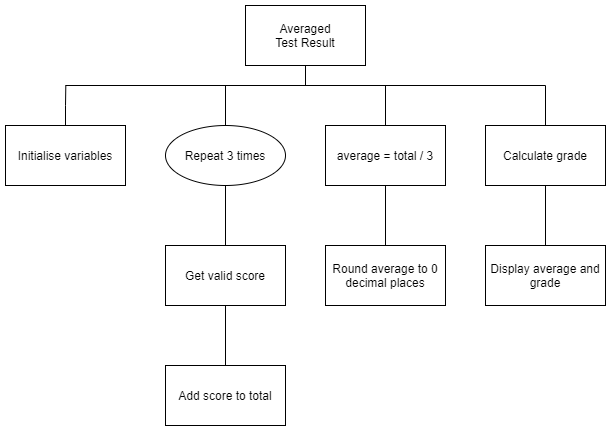 Averaged
Test Result
Initialise variables
Repeat 3 times
average = total / 3
Calculate grade
Get valid score
Round average to 0
decimal places
Display average and
grade
Add score to total